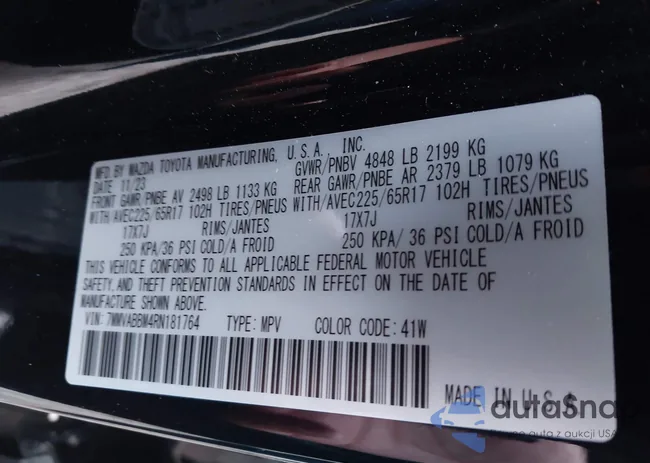 MFD BY MAZDA TOYOTA MANUFACTURING, U.S.A., INC.
DATE 11/23 GVWR/PNBV 4848 LB 2199 KG
FRONT GAWR/PNBE AV 2498 LB 1133 KG REAR GAWR/PNBE AR 2379 LB 1079 KG
WITH/AVEC225/65R17 102H TIRES/PNEUS WITH/AVEC225/65R17 102H TIRES/PNEUS
17X7J RIMS/JANTES 17X7J RIMS/JANTES
250 KPA/36 PSI COLD/A FROID 250 KPA/ 36 PSI COLD/A FROID
THIS VEHICLE CONFORMS TO ALL APPLICABLE FEDERAL MOTOR VEHICLE
SAFETY, AND THEFT PREVENTION STANDARDS IN EFFECT ON THE DATE OF
MANUFACTURE SHOWN ABOVE.
VIN: 7MMVABBM4RN181764 TYPE: MPV COLOR CODE: 41W
MADE IN U.S.A
autosnap
auta z aukcji USA